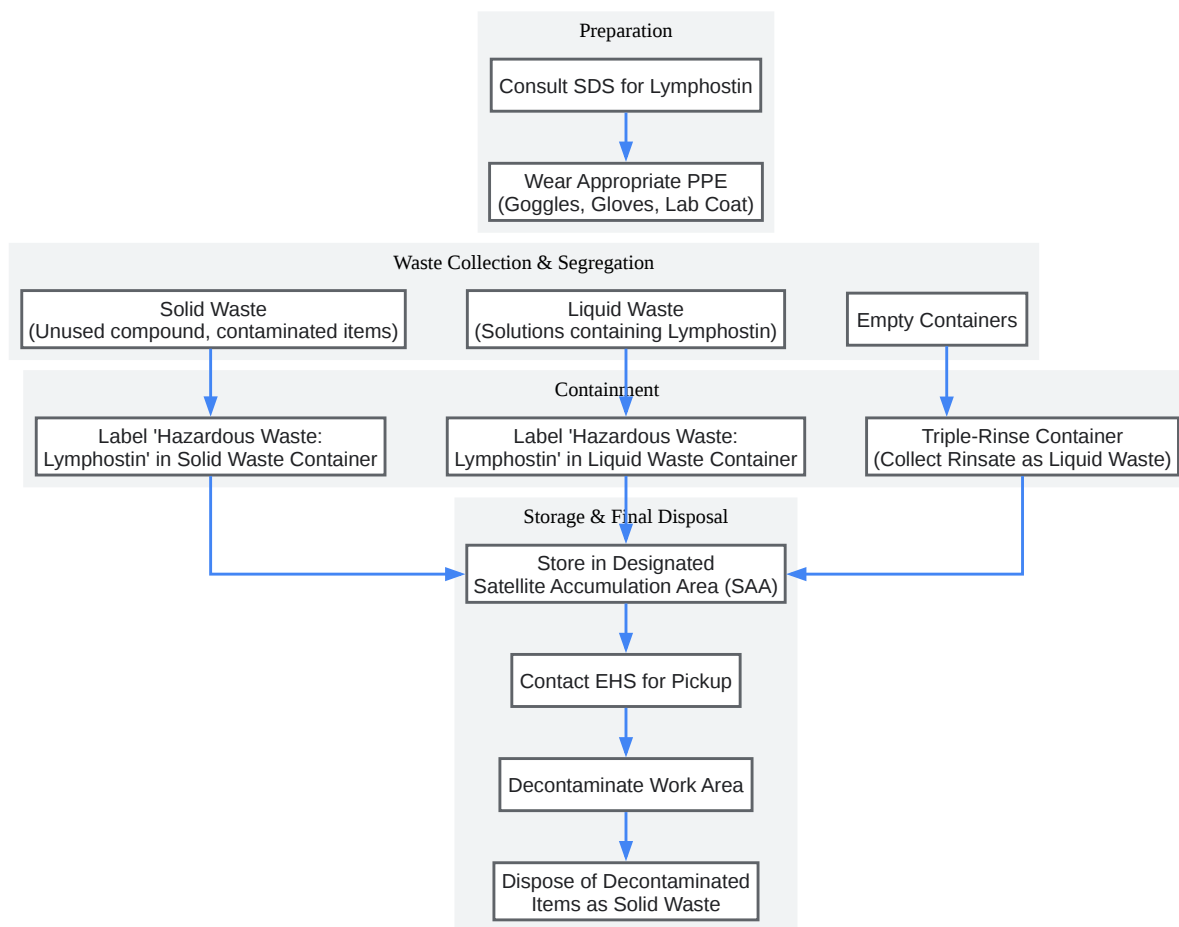 Preparation
Consult SDS for Lymphostin
Wear Appropriate PPE
(Goggles, Gloves, Lab Coat)
Waste Collection & Segregation
Solid Waste
(Unused compound, contaminated items)
Liquid Waste
(Solutions containing Lymphostin)
Empty Containers
Containment
Label 'Hazardous Waste:
Lymphostin' in Solid Waste Container
Label 'Hazardous Waste:
Lymphostin' in Liquid Waste Container
Triple-Rinse Container
(Collect Rinsate as Liquid Waste)
Storage & Final Disposal
Store in Designated
Satellite Accumulation Area (SAA)
Contact EHS for Pickup
Decontaminate Work Area
Dispose of Decontaminated
Items as Solid Waste